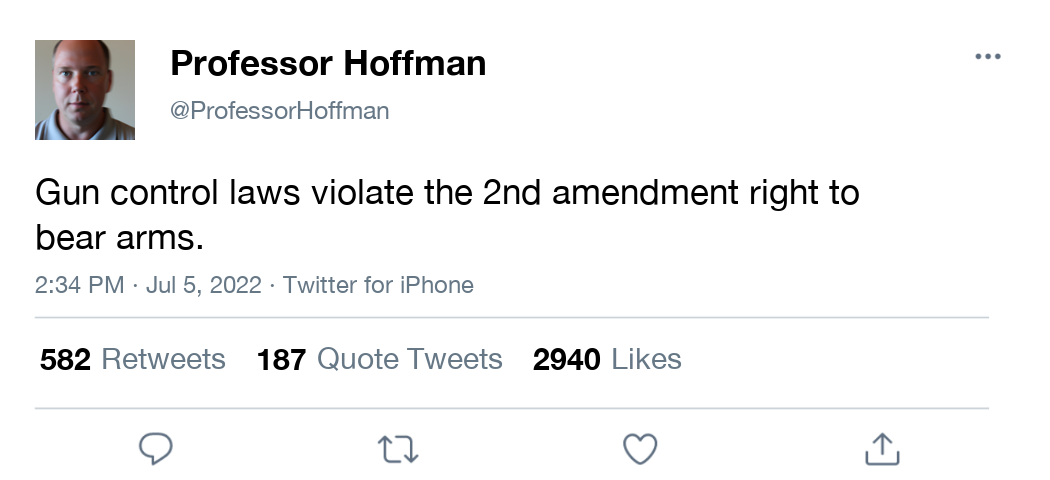 Professor Hoffman
@ProfessorHoffman
Gun control laws violate the 2nd amendment right to
bear arms.
2:34 PM · Jul 5, 2022 · Twitter for iPhone
582 Retweets 187 Quote Tweets 2940 Likes